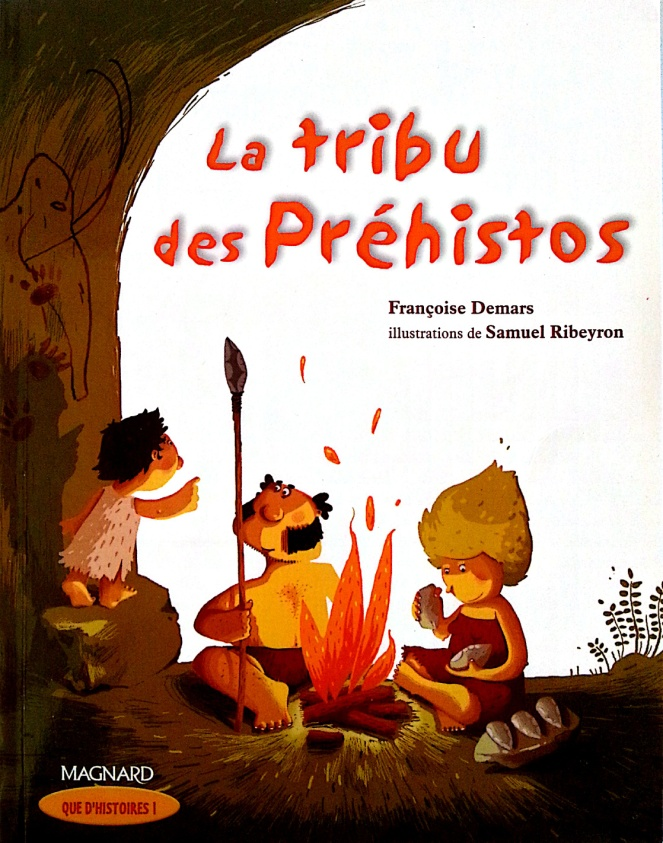 La tribu
des Préhistos
Françoise Demars
illustrations de Samuel Ribeyron
MAGNARD
QUE D'HISTOIRES !